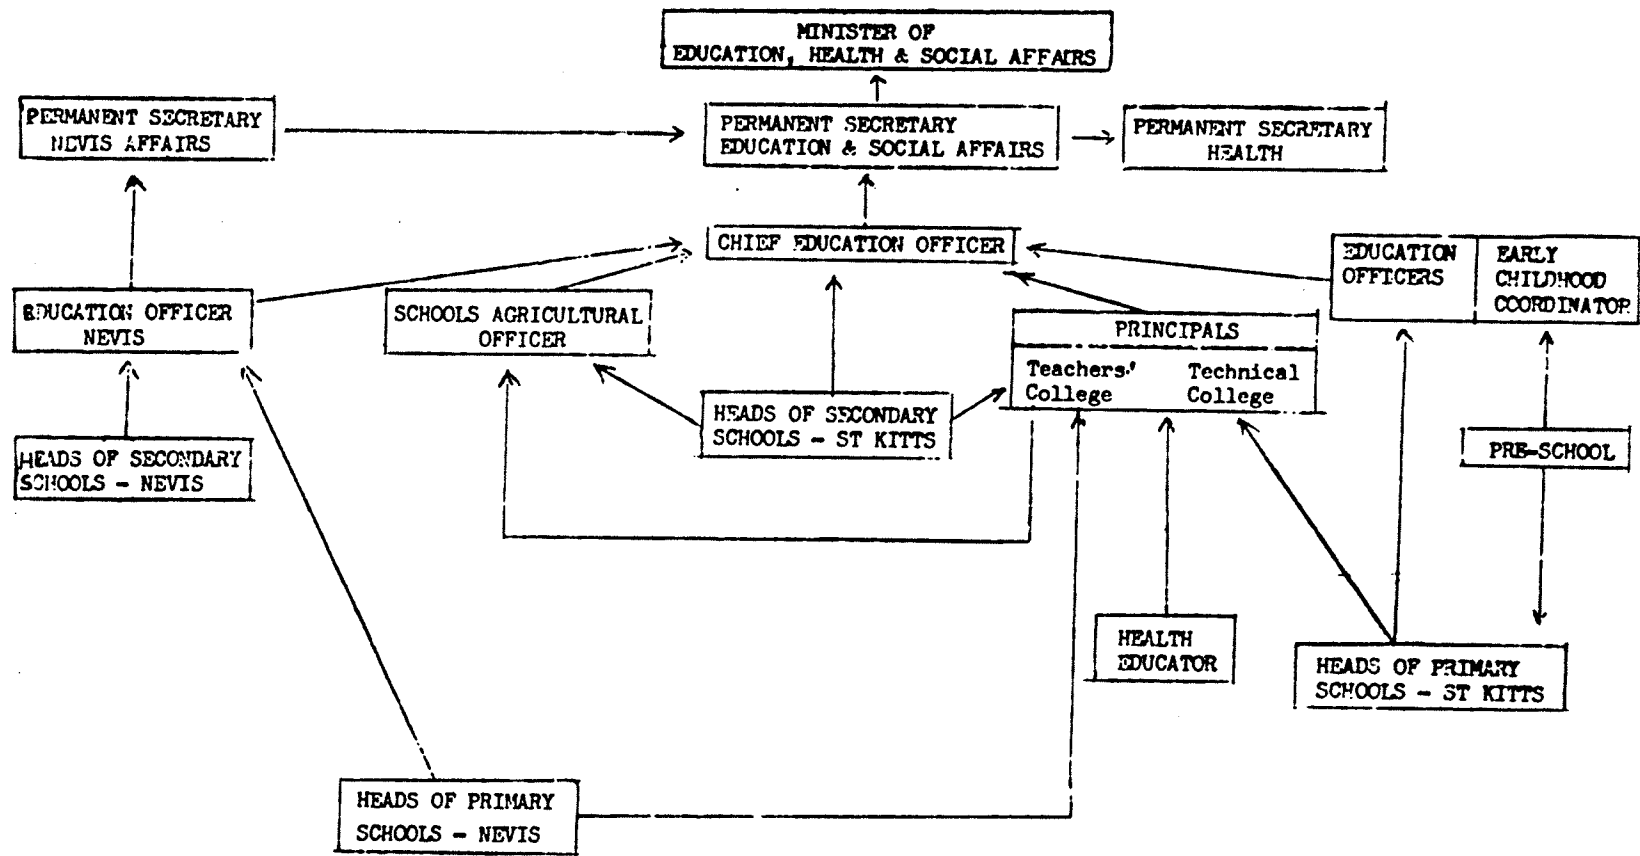 MINISTER OF
EDUCATION, HEALTH & SOCIAL AFFAIRS
PERMANENT SECRETARY
NEVIS AFFAIRS
PERMANENT SECRETARY
EDUCATION & SOCIAL AFFAIRS
PERMANENT SECRETARY
HEALTH
CHIEF EDUCATION OFFICER
EDUCATION
OFFICERS
EARLY
CHILDHOOD
COORDINATOR
EDUCATION OFFICER
NEVIS
SCHOOLS AGRICULTURAL
OFFICER
PRINCIPALS
Teachers'
College
Technical
College
HEADS OF SECONDARY
SCHOOLS - ST KITTS
HEADS OF SECONDARY
SCHOOLS - NEVIS
PRE-SCHOOL
HEALTH
EDUCATOR
HEADS OF PRIMARY
SCHOOLS - ST KITTS
HEADS OF PRIMARY
SCHOOLS - NEVIS